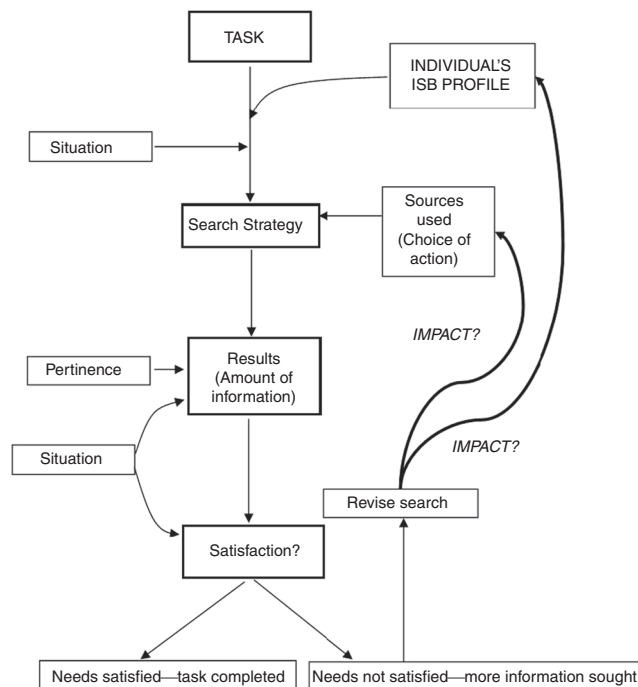 TASK
INDIVIDUAL'S
ISB PROFILE
Situation
Search Strategy
Sources
used
(Choice of
action)
IMPACT?
Pertinence
Results
(Amount of
information)
IMPACT?
Situation
Revise search
Satisfaction?
Needs satisfied—task completed
Needs not satisfied—more information sought